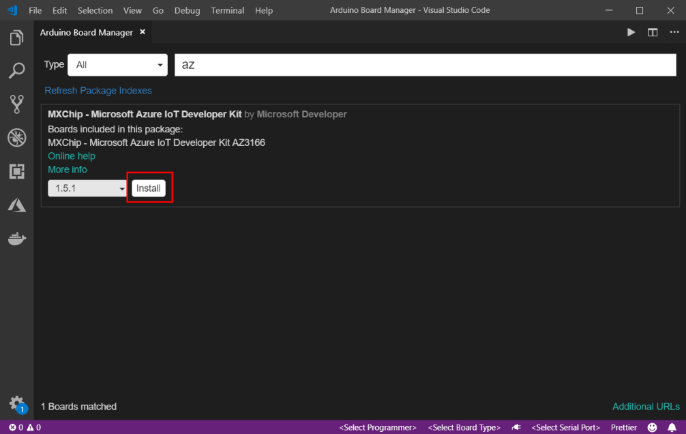 File Edit Selection View Go Debug Terminal Help Arduino Board Manager - Visual Studio Code
Arduino Board Manager
Type All az
Refresh Package Indexes
MXChip - Microsoft Azure IoT Developer Kit by Microsoft Developer
Boards included in this package:
MXChip - Microsoft Azure IoT Developer Kit AZ3166
Online help
More info
1.5.1 Install
1
1 Boards matched Additional URLs
0 0 <Select Programmer> <Select Board Type> <Select Serial Port> Prettier